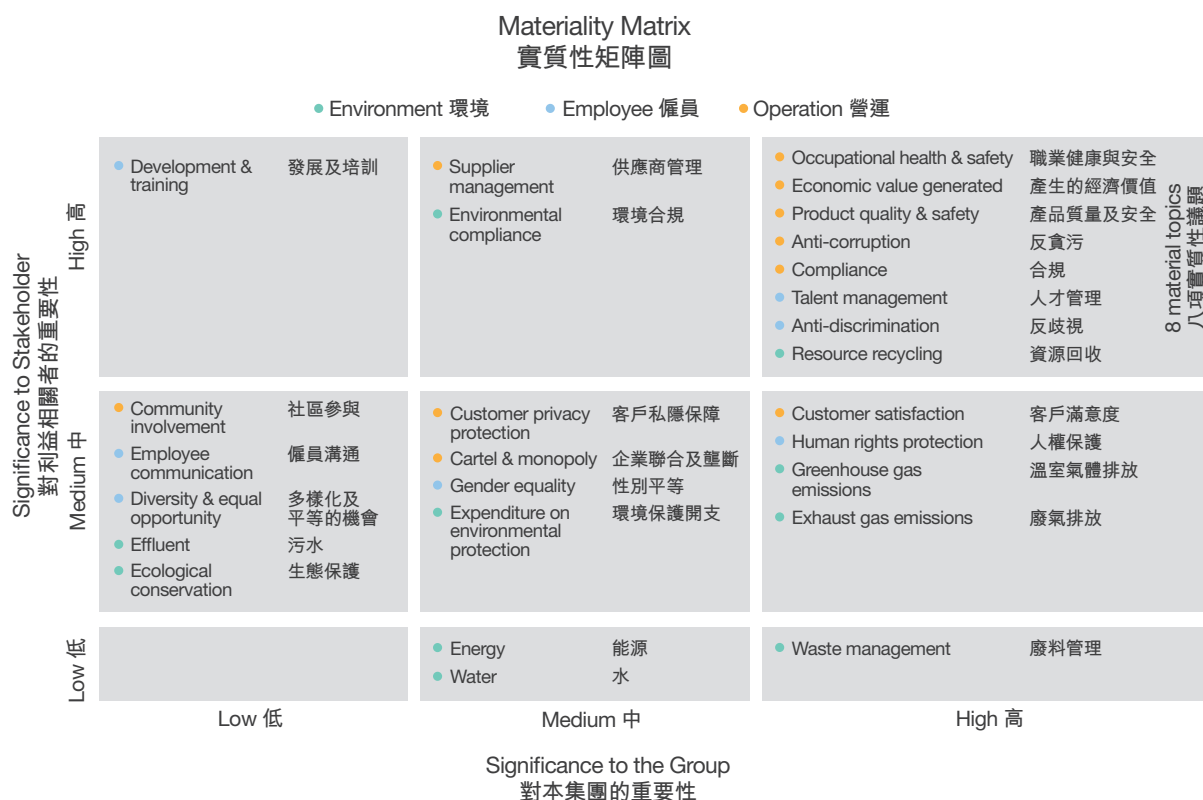 Materiality Matrix
實質性矩陣圖
Environment 環境
Employee 僱員
Operation 營運
Significance to Stakeholder
對利益相關者的重要性
High 高
Development &
training
發展及培訓
Supplier
management
供應商管理
Environmental
compliance
環境合規
Occupational health & safety 職業健康與安全
Economic value generated 產生的經濟價值
Product quality & safety 產品質量及安全
Anti-corruption 反貪污
Compliance 合規
Talent management 人才管理
Anti-discrimination 反歧視
Resource recycling 資源回收
8 material topics
八項實質性議題
Medium 中
Community
involvement
社區參與
Employee
communication
僱員溝通
Diversity & equal
opportunity
多樣化及
平等的機會
Effluent 污水
Ecological
conservation
生態保護
Customer privacy
protection
客戶私隱保障
Cartel & monopoly 企業聯合及壟斷
Gender equality 性別平等
Expenditure on
environmental
protection
環境保護開支
Customer satisfaction 客戶滿意度
Human rights protection 人權保護
Greenhouse gas
emissions
溫室氣體排放
Exhaust gas emissions 廢氣排放
Low 低
Energy 能源
Water 水
Waste management 廢料管理
Low 低
Medium 中
High 高
Significance to the Group
對本集團的重要性